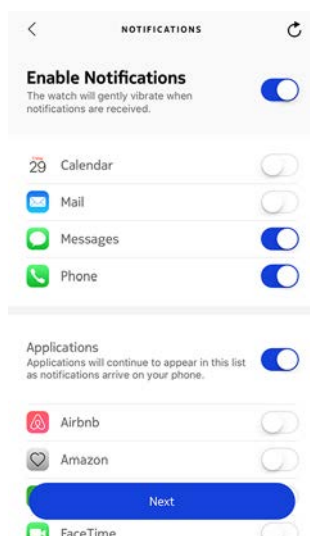 NOTIFICATIONS
Enable Notifications
The watch will gently vibrate when
notifications are received.
29 Calendar
Mail
Messages
Phone
Applications
Applications will continue to appear in this list
as notifications arrive on your phone.
Airbnb
Amazon
Next
FaceTime